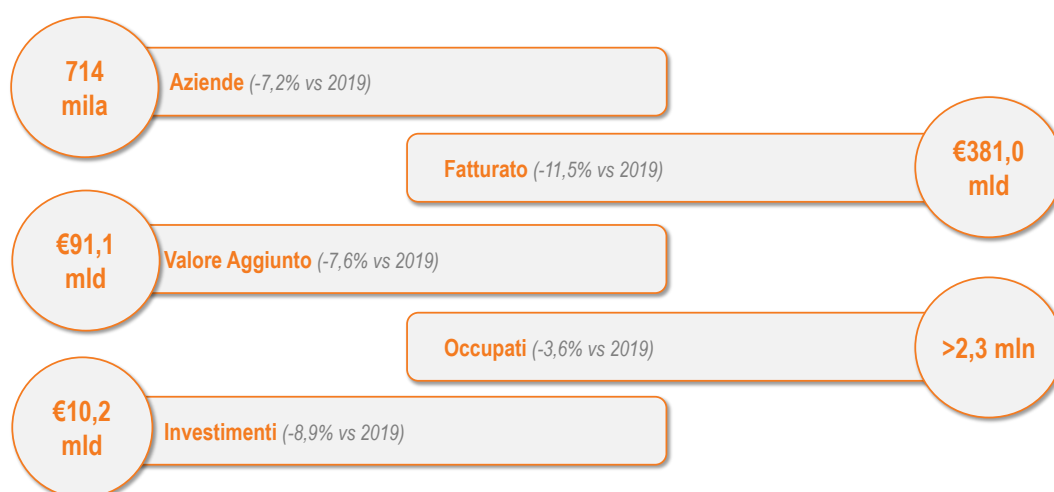 714
mila
Aziende (-7,2% vs 2019)
Fatturato (-11,5% vs 2019)
€381,0
mld
€91,1
mld
Valore Aggiunto (-7,6% vs 2019)
Occupati (-3,6% vs 2019)
>2,3 mln
€10,2
mld
Investimenti (-8,9% vs 2019)